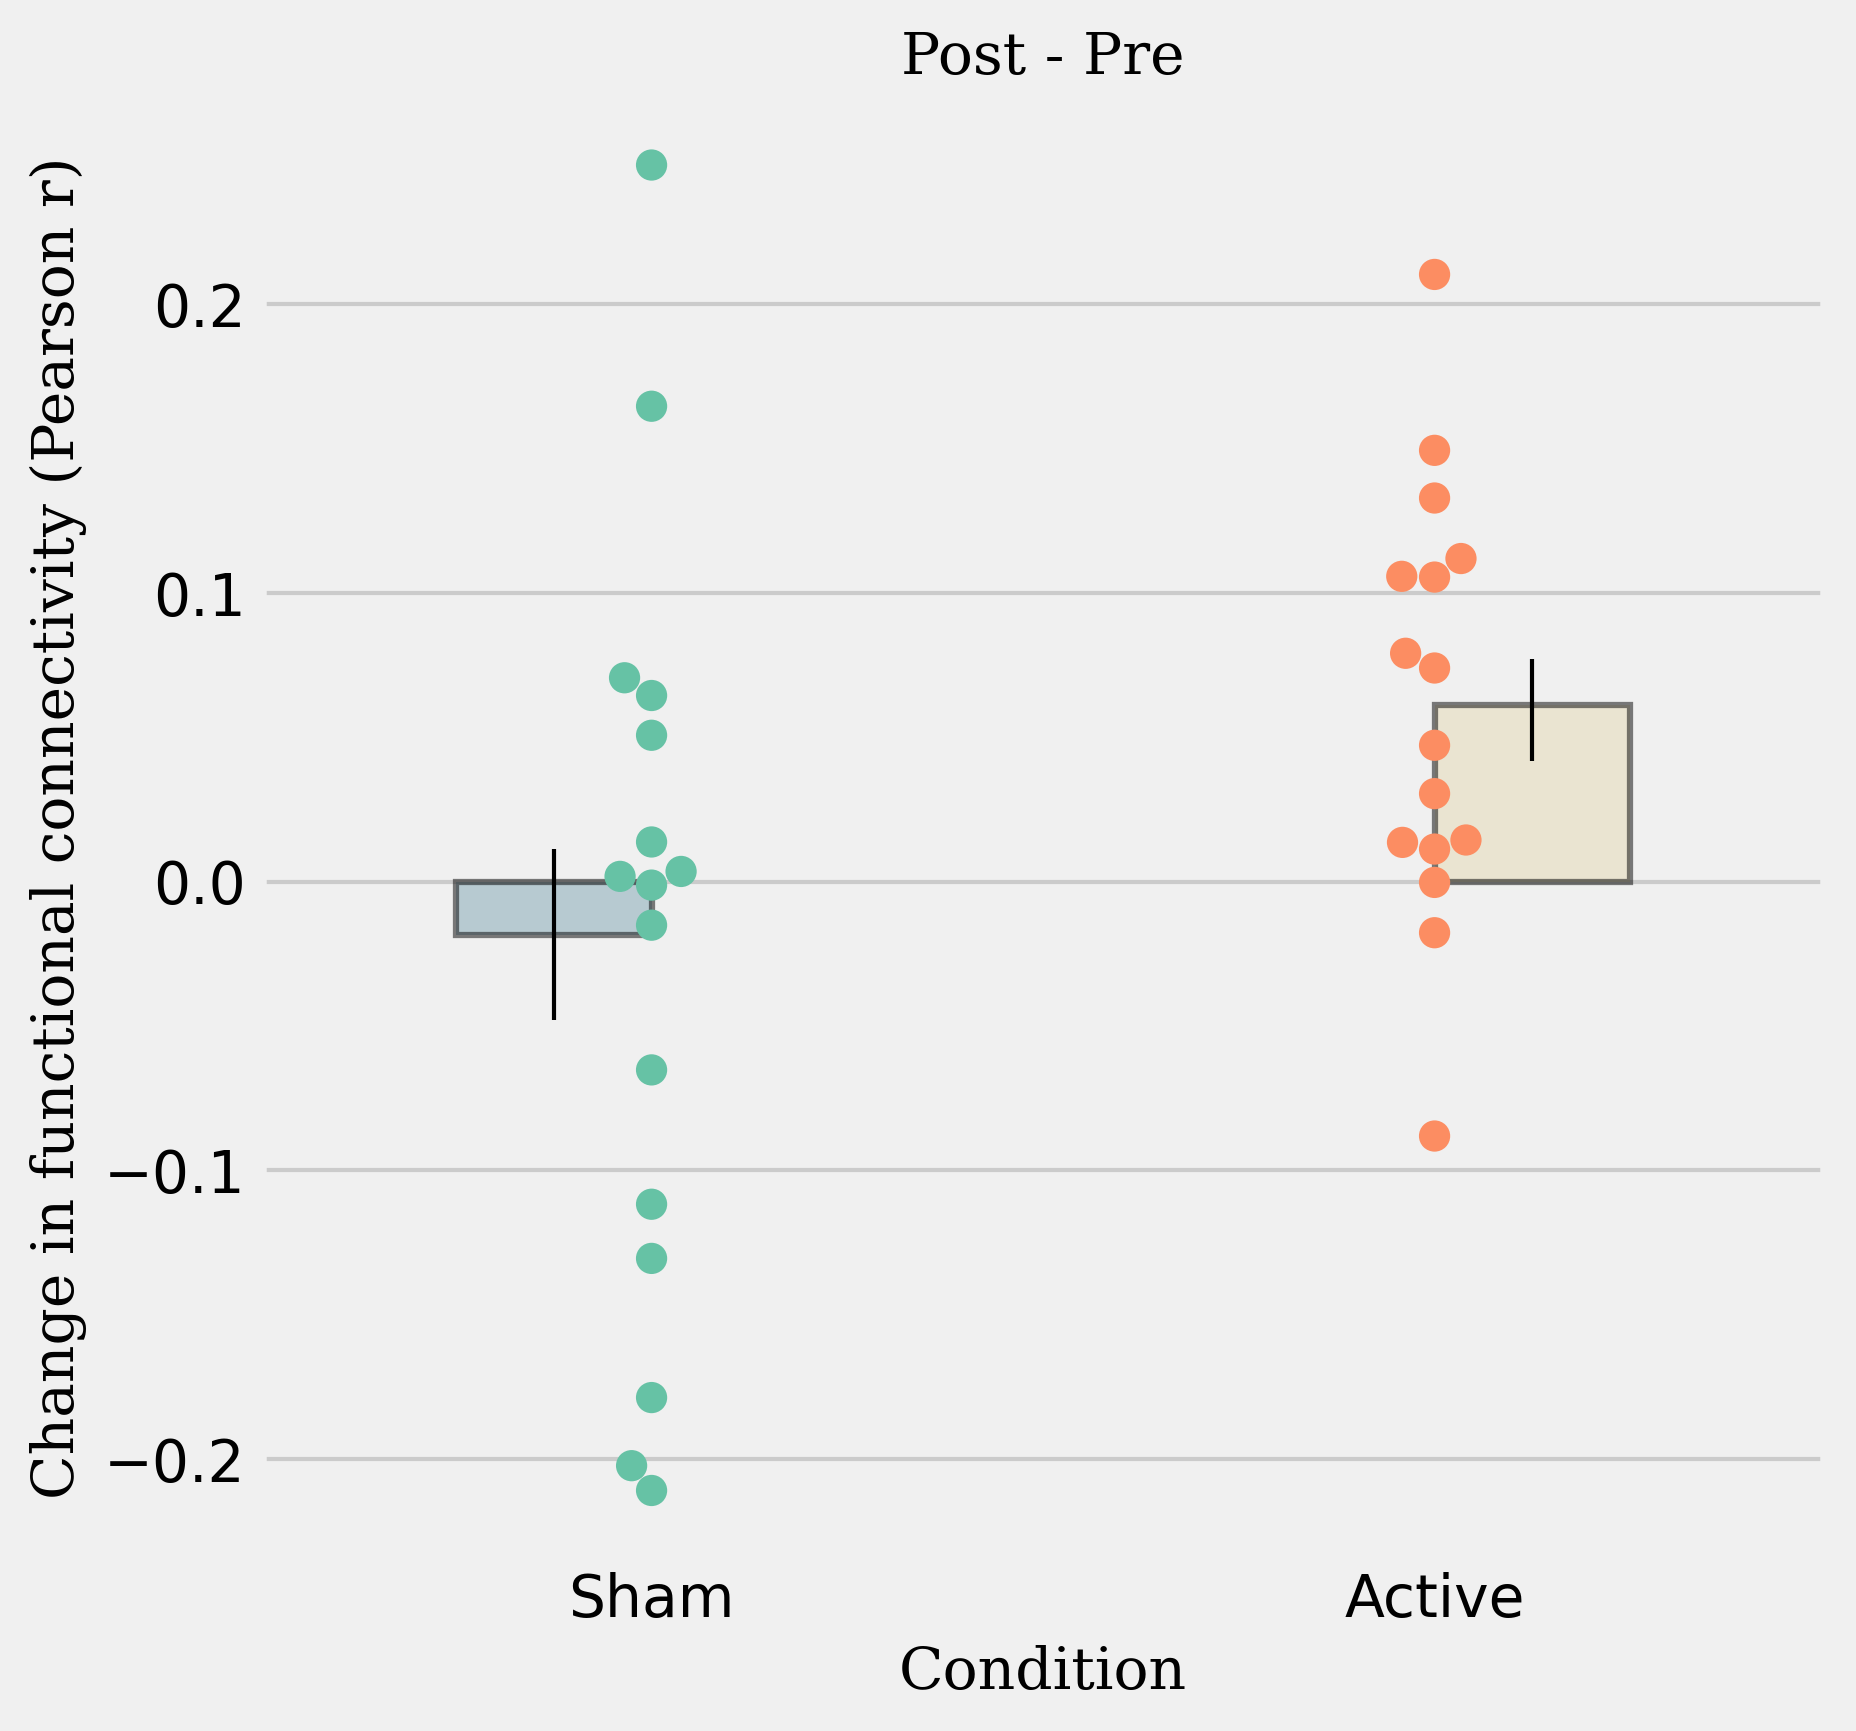 Post - Pre
Change in functional connectivity (Pearson r)
0.2
0.1
0.0
−0.1
−0.2
Sham
Active
Condition